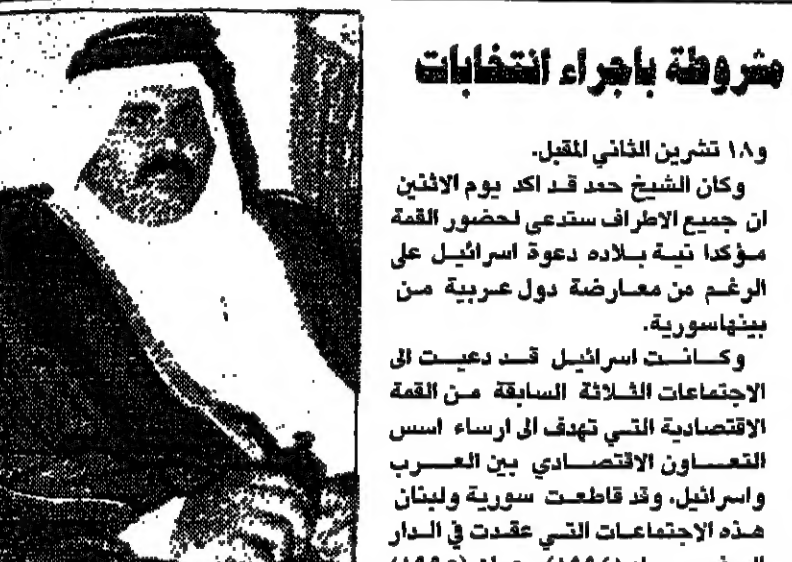 مشروطة باجراء انتخابات
و١٨ تشرين الثاني المقبل.
وكان الشيخ حمد قد اكد يوم الاثنين
ان جميع الاطراف ستدعى لحضور القمة
مؤكدا نية بلاده دعوة اسرائيل على
الرغم من معارضة دول عربية من
بينهاسورية.
وكانت اسرائيل قد دعيت الى
الاجتماعات الثلاثة السابقة من القمة
الاقتصادية التي تهدف الى ارساء اسس
التعاون الاقتصادي بين العرب
واسرائيل، وقد قاطعت سورية ولبنان
هذه الاجتماعات التي عقدت في الدار